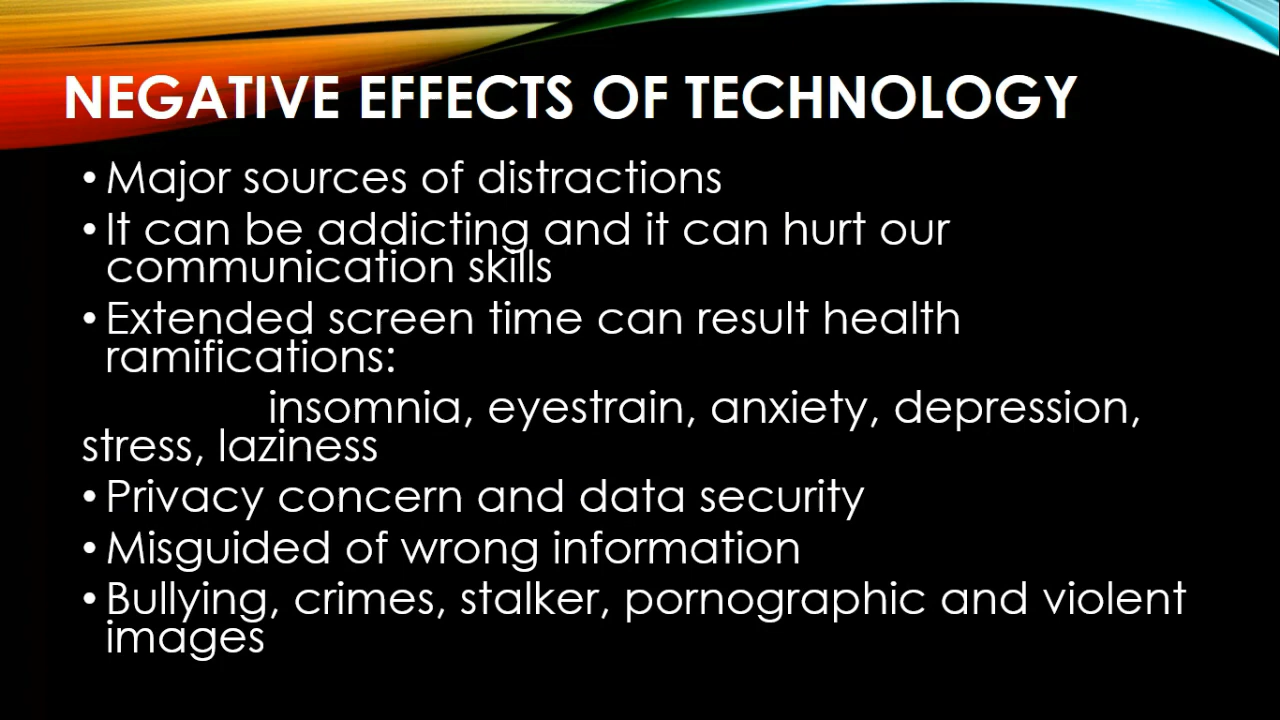 NEGATIVE EFFECTS OF TECHNOLOGY
• Major sources of distractions
• It can be addicting and it can hurt our
communication skills
• Extended screen time can result health
ramifications:
insomnia, eyestrain, anxiety, depression,
stress, laziness
• Privacy concern and data security
• Misguided of wrong information
• Bullying, crimes, stalker, pornographic and violent
images